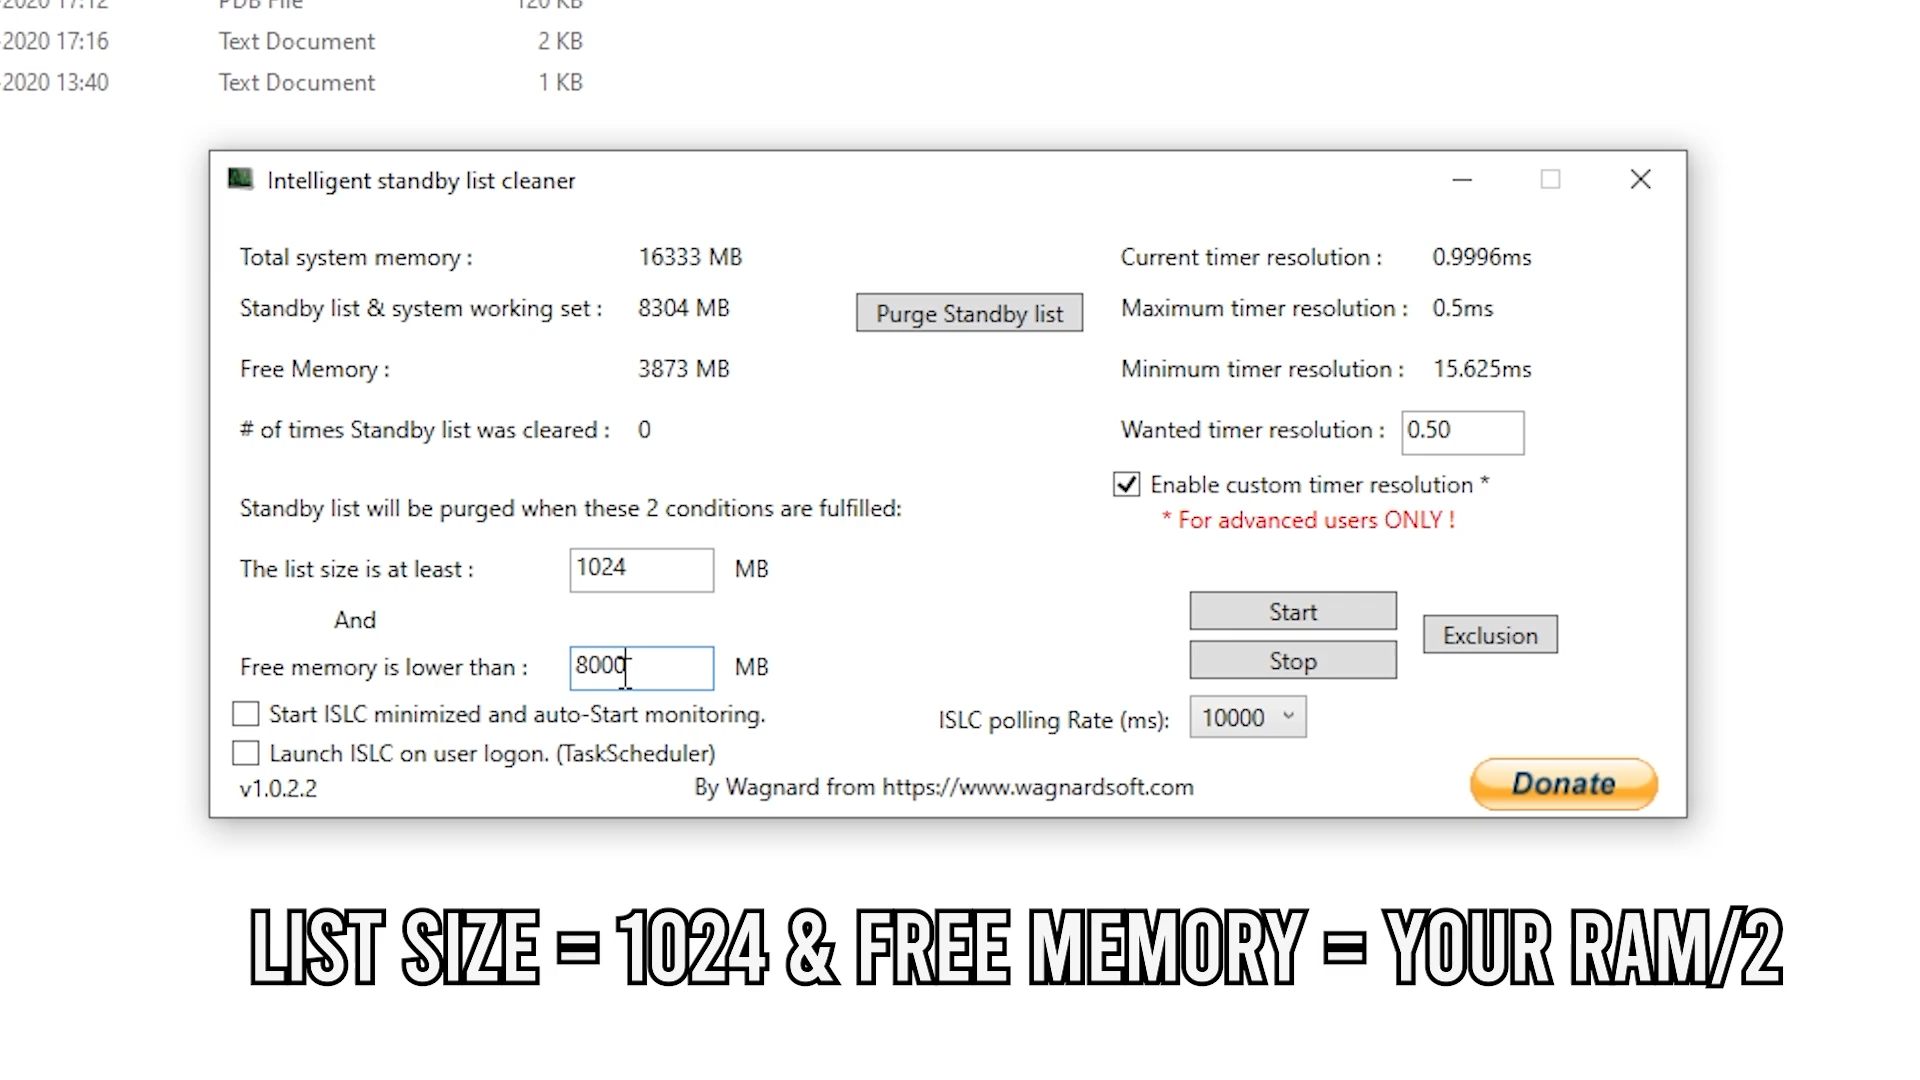 -2020 17:12 PDB File 120 KB
-2020 17:16 Text Document 2 KB
-2020 13:40 Text Document 1 KB
Intelligent standby list cleaner
Total system memory : 16333 MB
Current timer resolution : 0.9996ms
Standby list & system working set : 8304 MB
Purge Standby list
Maximum timer resolution : 0.5ms
Free Memory : 3873 MB
Minimum timer resolution : 15.625ms
# of times Standby list was cleared : 0
Wanted timer resolution : 0.50
Enable custom timer resolution *
* For advanced users ONLY !
Standby list will be purged when these 2 conditions are fulfilled:
The list size is at least : 1024 MB
And
Free memory is lower than : 8000 MB
Start
Stop
Exclusion
Start ISLC minimized and auto-Start monitoring.
ISLC polling Rate (ms): 10000
Launch ISLC on user logon. (TaskScheduler)
v1.0.2.2
By Wagnard from https://www.wagnardsoft.com
Donate
LIST SIZE = 1024 & FREE MEMORY = YOUR RAM/2